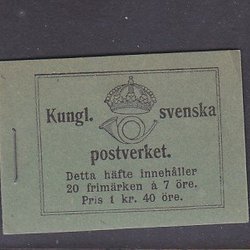 Kungl. svenska
postverket.
Detta häfte innehåller
20 frimärken à 7 öre.
Pris 1 kr. 40 öre.